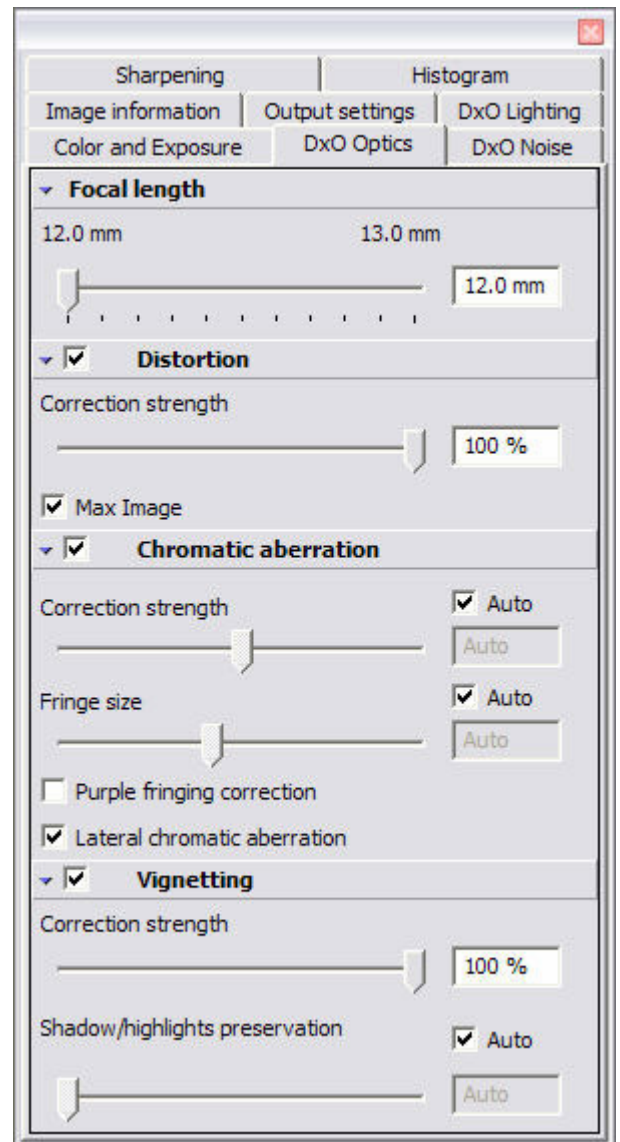 Sharpening Histogram
Image information Output settings DxO Lighting
Color and Exposure DxO Optics DxO Noise
Focal length
12.0 mm 13.0 mm
12.0 mm
Distortion
Correction strength
100 %
Max Image
Chromatic aberration
Correction strength Auto
Auto
Fringe size Auto
Auto
Purple fringing correction
Lateral chromatic aberration
Vignetting
Correction strength
100 %
Shadow/highlights preservation Auto
Auto